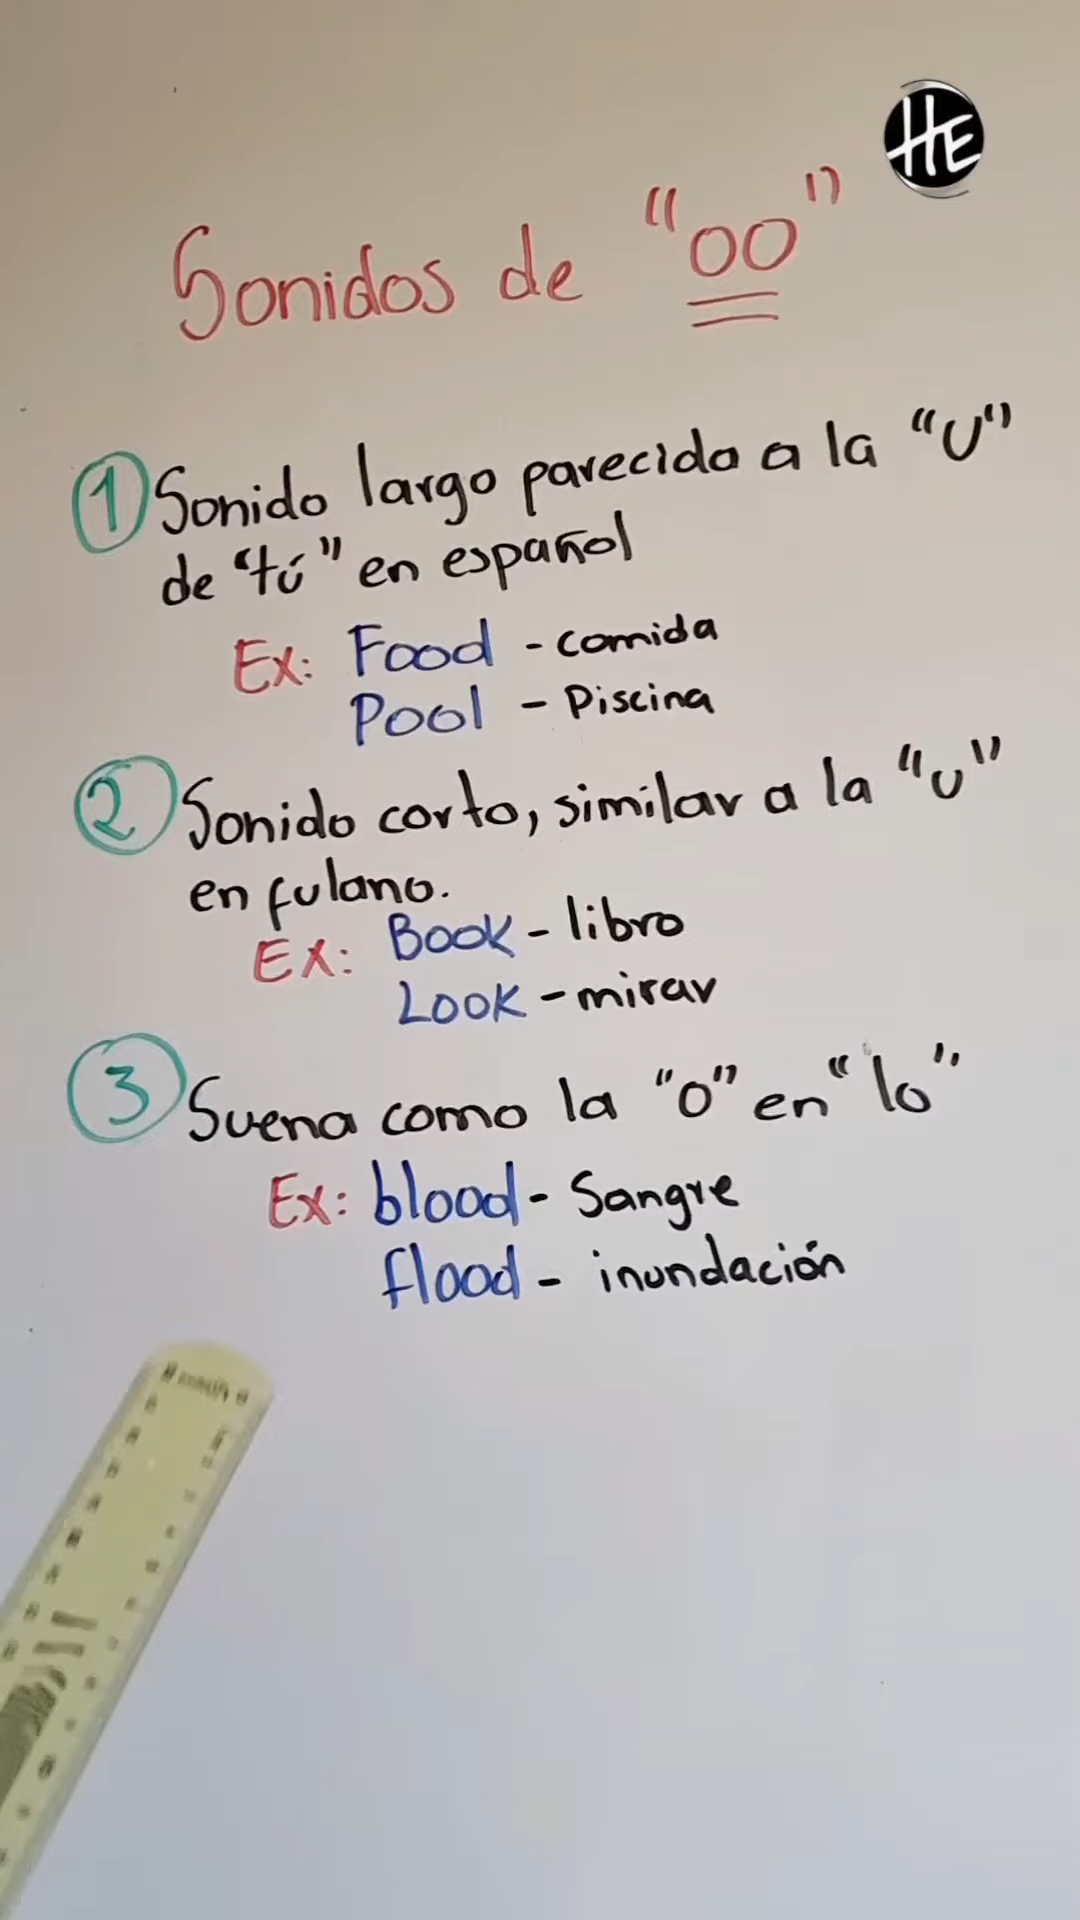 HE
Sonidos de "oo"
① Sonido largo parecido a la "U"
de "tú" en español
Ex: Food - comida
Pool - Piscina
② Sonido corto, similar a la "u"
en fulano.
Ex: Book - libro
Look - mirar
③ Suena como la "o" en "lo"
Ex: blood - Sangre
flood - inundación